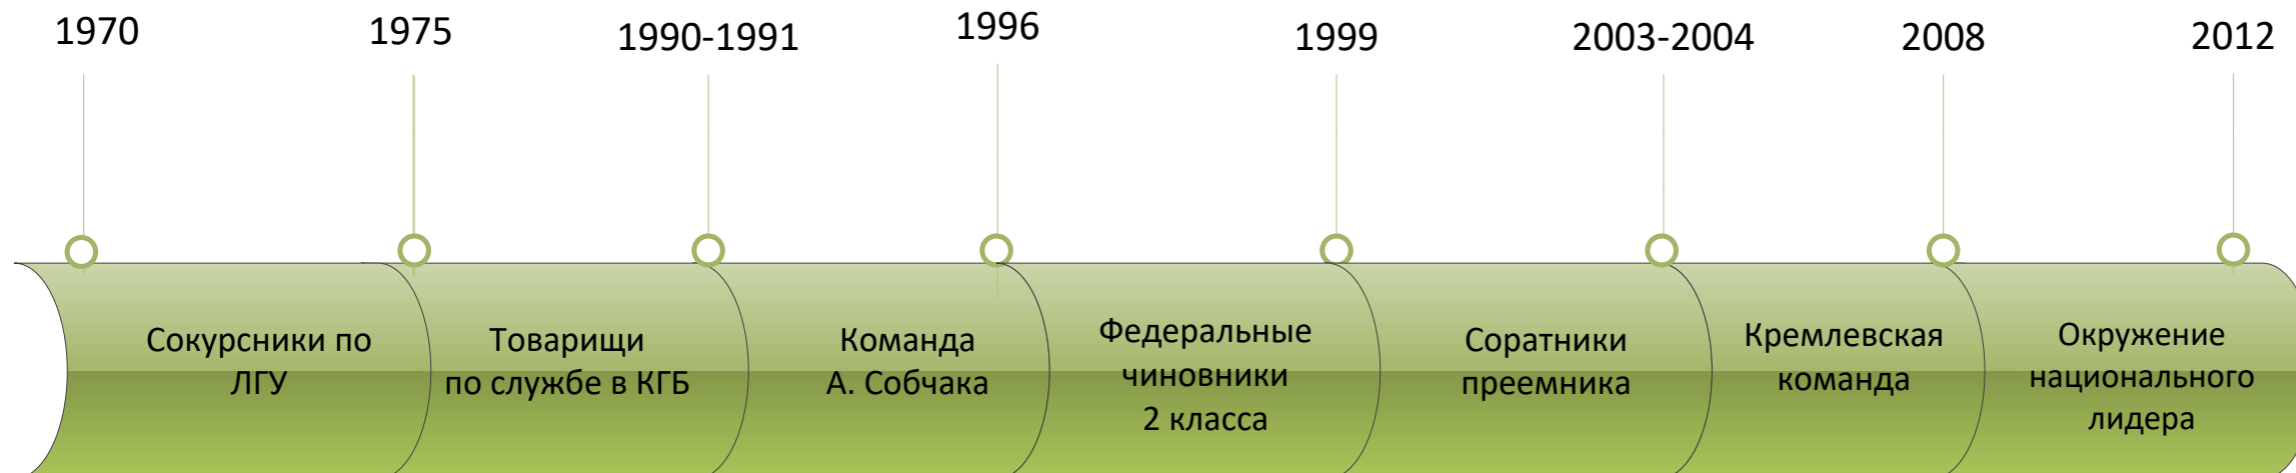 1970
1975
1990-1991
1996
1999
2003-2004
2008
2012
Сокурсники по
ЛГУ
Товарищи
по службе в КГБ
Команда
А. Собчака
Федеральные
чиновники
2 класса
Соратники
преемника
Кремлевская
команда
Окружение
национального
лидера